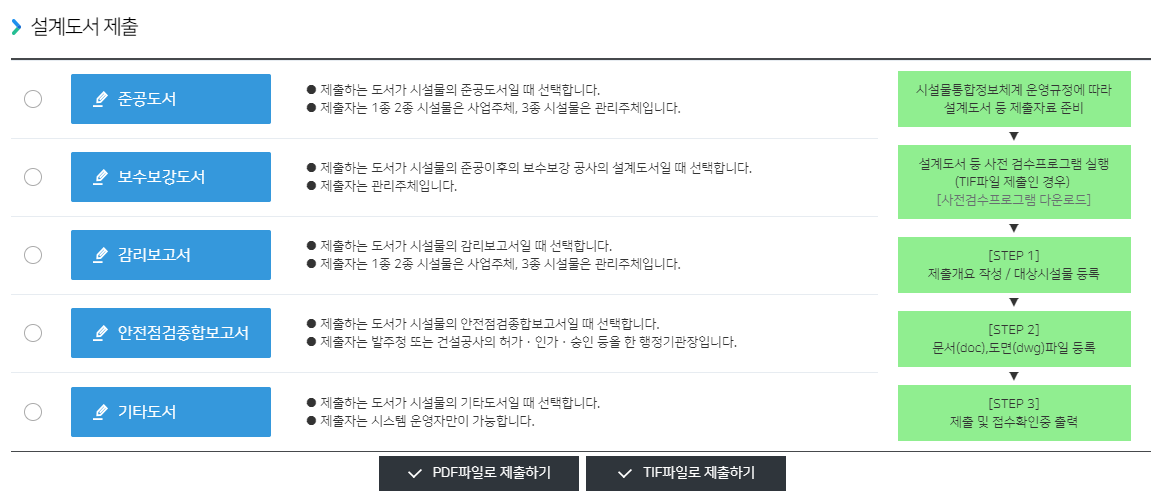 설계도서 제출
준공도서
● 제출하는 도서가 시설물의 준공도서일 때 선택합니다.
● 제출자는 1종 2종 시설물은 사업주체, 3종 시설물은 관리주체입니다.
보수보강도서
● 제출하는 도서가 시설물의 준공이후의 보수보강 공사의 설계도서일 때 선택합니다.
● 제출자는 관리주체입니다.
감리보고서
● 제출하는 도서가 시설물의 감리보고서일 때 선택합니다.
● 제출자는 1종 2종 시설물은 사업주체, 3종 시설물은 관리주체입니다.
안전점검종합보고서
● 제출하는 도서가 시설물의 안전점검종합보고서일 때 선택합니다.
● 제출자는 발주청 또는 건설공사의 허가 · 인가 · 승인 등을 한 행정기관장입니다.
기타도서
● 제출하는 도서가 시설물의 기타도서일 때 선택합니다.
● 제출자는 시스템 운영자만이 가능합니다.
시설물통합정보체계 운영규정에 따라
설계도서 등 제출자료 준비
▼
설계도서 등 사전 검수프로그램 실행
(TIF파일 제출인 경우)
[사전검수프로그램 다운로드]
▼
[STEP 1]
제출개요 작성 / 대상시설물 등록
▼
[STEP 2]
문서(doc),도면(dwg)파일 등록
▼
[STEP 3]
제출 및 접수확인증 출력
PDF파일로 제출하기
TIF파일로 제출하기